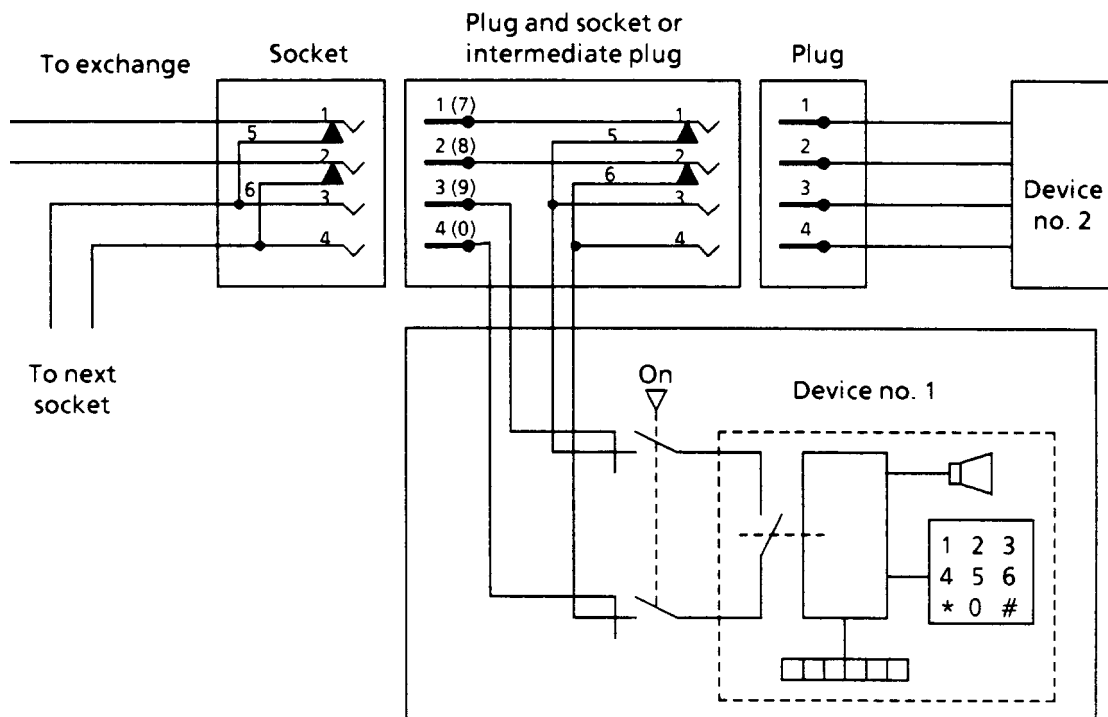 To exchange
Socket
Plug and socket or
intermediate plug
Plug
1
5
2
6
3
4
1 (7)
2 (8)
3 (9)
4 (0)
1
5
2
6
3
4
1
2
3
4
Device
no. 2
To next
socket
On
Device no. 1
1 2 3
4 5 6
* 0 #